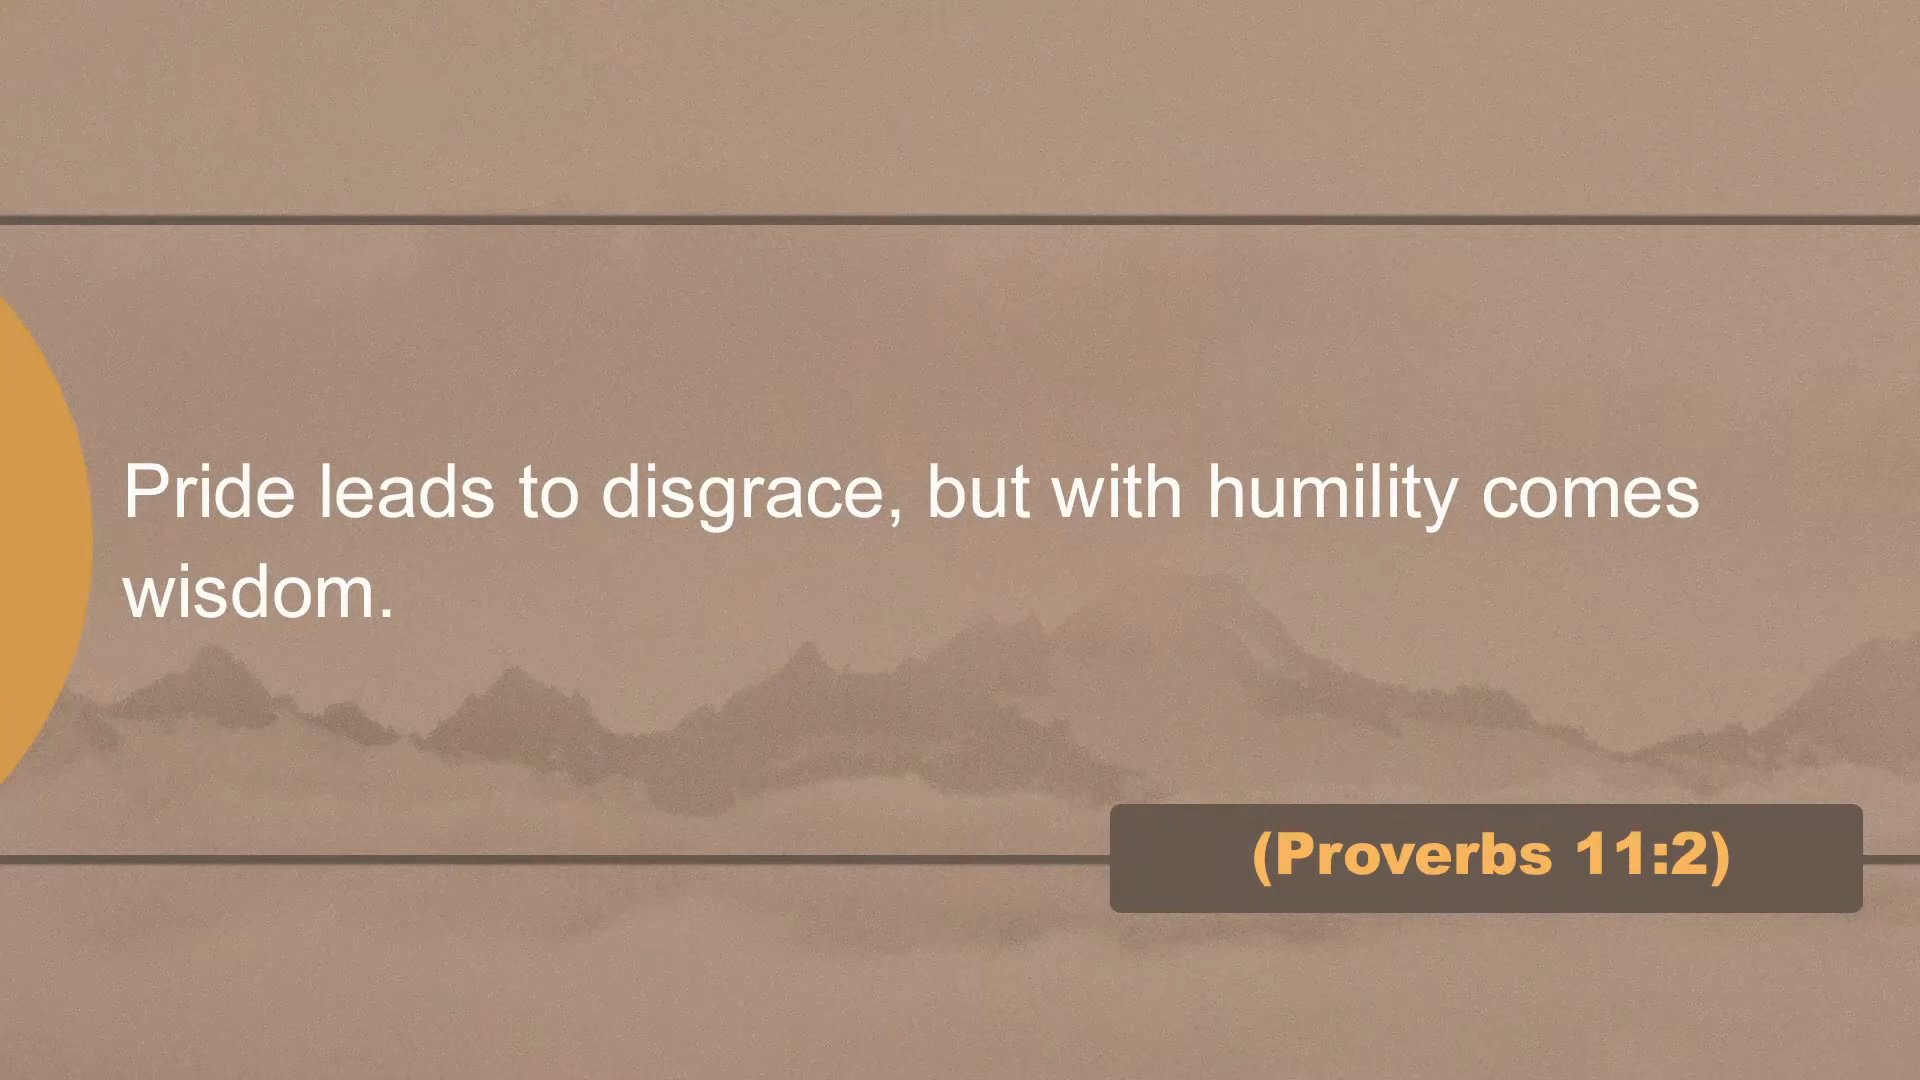 Pride leads to disgrace, but with humility comes
wisdom.
(Proverbs 11:2)